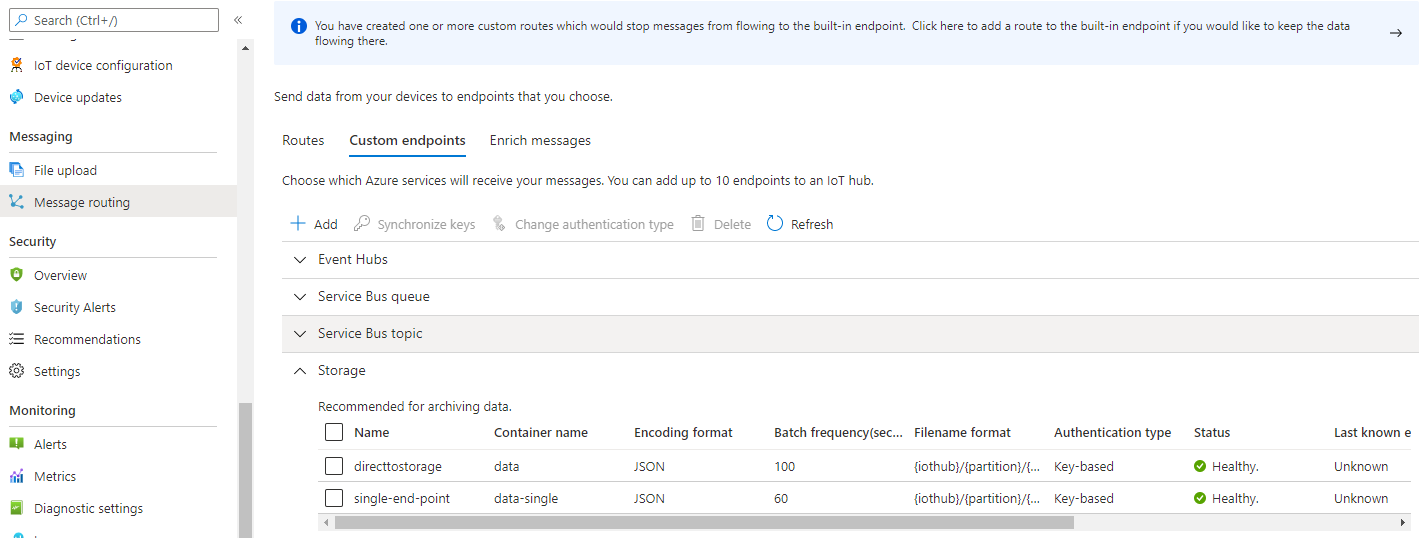 Search (Ctrl+/)
IoT device configuration
Device updates
Messaging
File upload
Message routing
Security
Overview
Security Alerts
Recommendations
Settings
Monitoring
Alerts
Metrics
Diagnostic settings
You have created one or more custom routes which would stop messages from flowing to the built-in endpoint. Click here to add a route to the built-in endpoint if you would like to keep the data
flowing there.
Send data from your devices to endpoints that you choose.
Routes Custom endpoints Enrich messages
Choose which Azure services will receive your messages. You can add up to 10 endpoints to an IoT hub.
Add Synchronize keys Change authentication type Delete Refresh
Event Hubs
Service Bus queue
Service Bus topic
Storage
Recommended for archiving data.
Name Container name Encoding format Batch frequency(sec... Filename format Authentication type Status Last known e
directtostorage data JSON 100 {iothub}/{partition}/{... Key-based Healthy. Unknown
single-end-point data-single JSON 60 {iothub}/{partition}/{... Key-based Healthy. Unknown